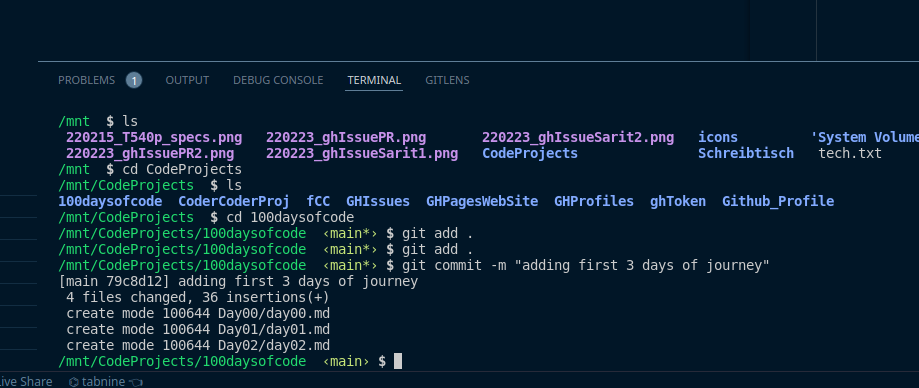 PROBLEMS 1 OUTPUT DEBUG CONSOLE TERMINAL GITLENS
/mnt $ ls
220215_T540p_specs.png 220223_ghIssuePR.png 220223_ghIssueSarit2.png icons 'System Volume
220223_ghIssuePR2.png 220223_ghIssueSarit1.png CodeProjects Schreibtisch tech.txt
/mnt $ cd CodeProjects
/mnt/CodeProjects $ ls
100daysofcode CoderCoderProj fCC GHIssues GHPagesWebSite GHProfiles ghToken Github_Profile
/mnt/CodeProjects $ cd 100daysofcode
/mnt/CodeProjects/100daysofcode ‹main*› $ git add .
/mnt/CodeProjects/100daysofcode ‹main*› $ git add .
/mnt/CodeProjects/100daysofcode ‹main*› $ git commit -m "adding first 3 days of journey"
[main 79c8d12] adding first 3 days of journey
4 files changed, 36 insertions(+)
create mode 100644 Day00/day00.md
create mode 100644 Day01/day01.md
create mode 100644 Day02/day02.md
/mnt/CodeProjects/100daysofcode ‹main› $
ive Share tabnine